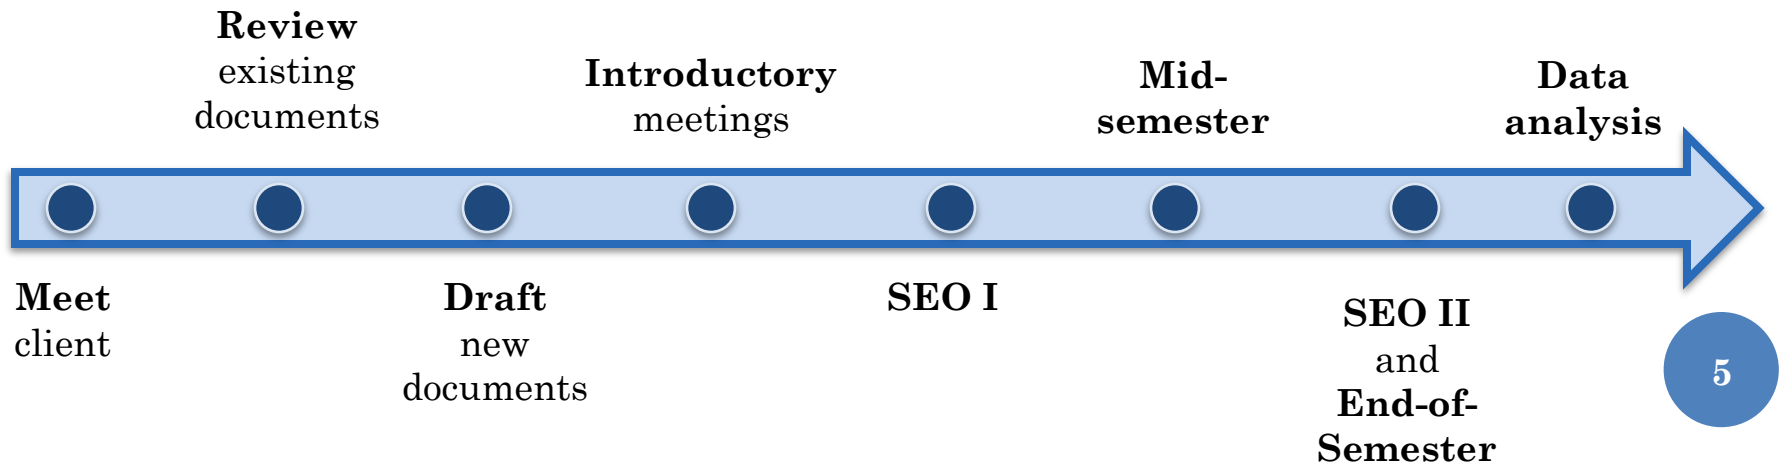 Review
existing
documents
Introductory
meetings
Mid-
semester
Data
analysis
Meet
client
Draft
new
documents
SEO I
SEO II
and
End-of-
Semester
5